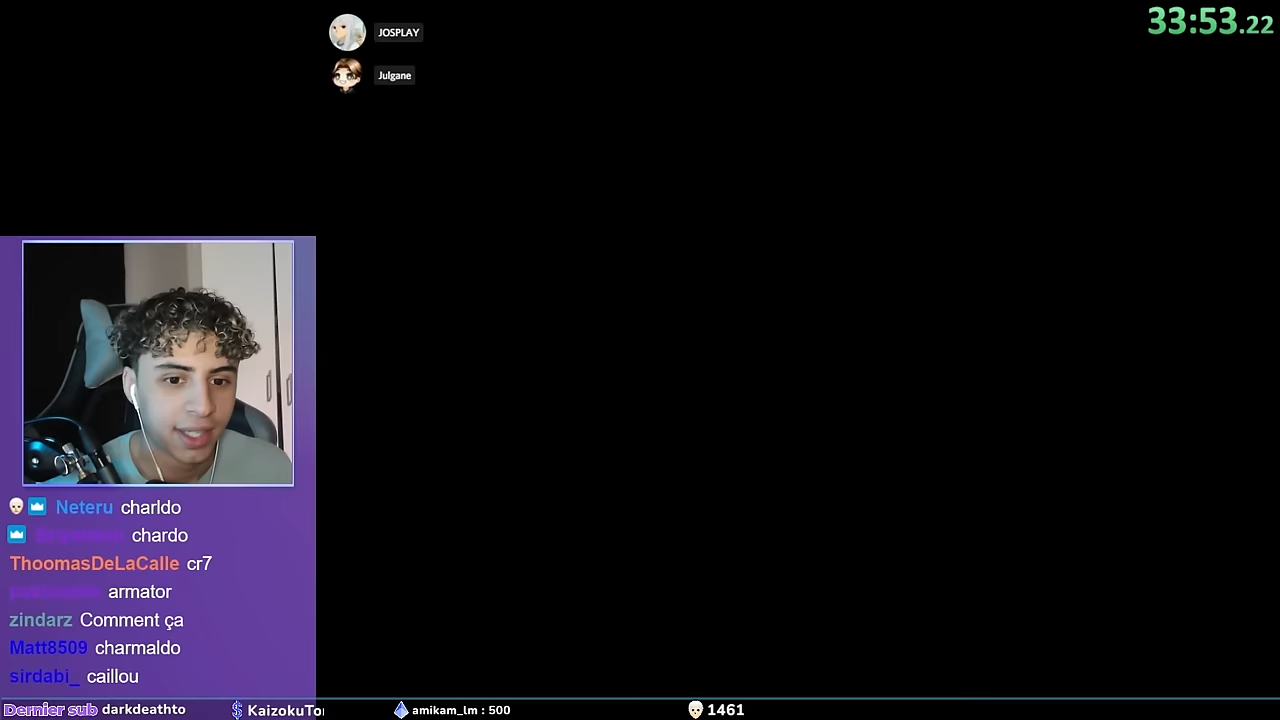 33:53.22
JOSPLAY
Julgane
Neteru charldo
chardo
ThoomasDeLaCalle cr7
armator
zindarz Comment ça
Matt8509 charmaldo
sirdabi_ caillou
Dernier sub darkdeathto
$ KaizokuTo
amikam_lm : 500
1461